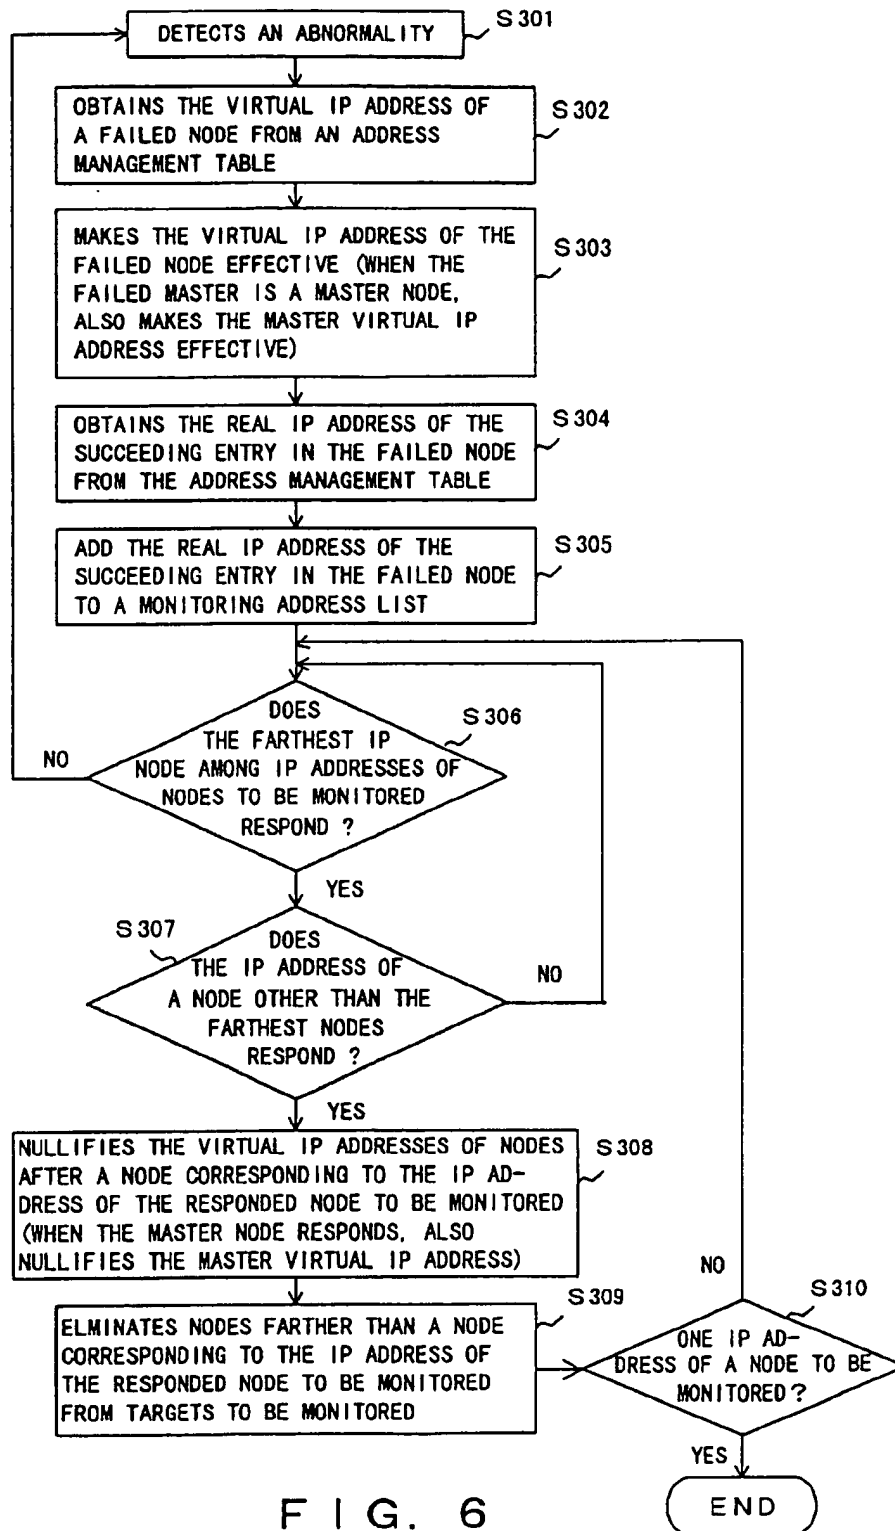 DETECTS AN ABNORMALITY
S301
OBTAINS THE VIRTUAL IP ADDRESS OF
A FAILED NODE FROM AN ADDRESS
MANAGEMENT TABLE
S302
MAKES THE VIRTUAL IP ADDRESS OF THE
FAILED NODE EFFECTIVE (WHEN THE
FAILED MASTER IS A MASTER NODE,
ALSO MAKES THE MASTER VIRTUAL IP
ADDRESS EFFECTIVE)
S303
OBTAINS THE REAL IP ADDRESS OF THE
SUCCEEDING ENTRY IN THE FAILED NODE
FROM THE ADDRESS MANAGEMENT TABLE
S304
ADD THE REAL IP ADDRESS OF THE
SUCCEEDING ENTRY IN THE FAILED NODE
TO A MONITORING ADDRESS LIST
S305
DOES
THE FARTHEST IP
NODE AMONG IP ADDRESSES OF
NODES TO BE MONITORED
RESPOND ?
S306
NO
YES
S307
DOES
THE IP ADDRESS OF
A NODE OTHER THAN THE
FARTHEST NODES
RESPOND ?
NO
YES
NULLIFIES THE VIRTUAL IP ADDRESSES OF NODES
AFTER A NODE CORRESPONDING TO THE IP AD-
DRESS OF THE RESPONDED NODE TO BE MONITORED
(WHEN THE MASTER NODE RESPONDS, ALSO
NULLIFIES THE MASTER VIRTUAL IP ADDRESS)
S308
ELMINATES NODES FARTHER THAN A NODE
CORRESPONDING TO THE IP ADDRESS OF
THE RESPONDED NODE TO BE MONITORED
FROM TARGETS TO BE MONITORED
S309
NO
S310
ONE IP AD-
DRESS OF A NODE TO BE
MONITORED?
YES
END
FIG. 6